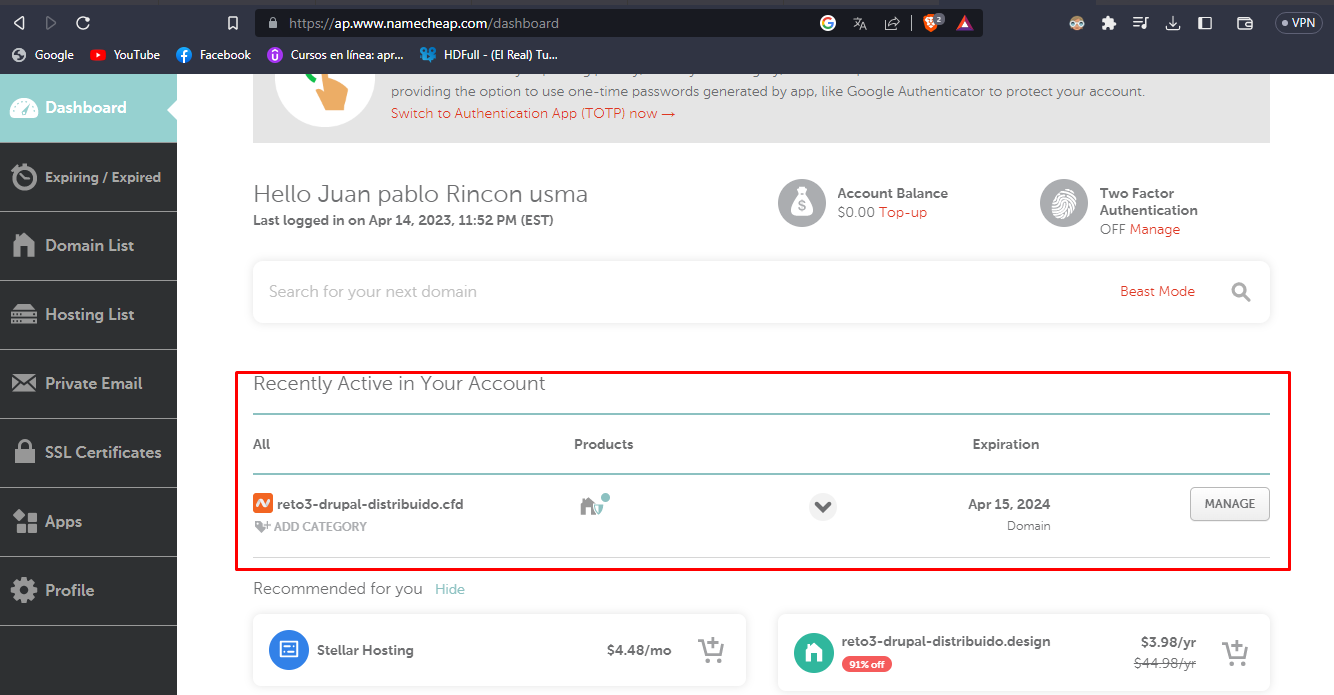 https://ap.www.namecheap.com/dashboard
2
VPN
Google
YouTube
Facebook
Cursos en línea: apr...
HDFull - (El Real) Tu...
Dashboard
Expiring / Expired
Domain List
Hosting List
Private Email
SSL Certificates
Apps
Profile
providing the option to use one-time passwords generated by app, like Google Authenticator to protect your account.
Switch to Authentication App (TOTP) now →
Hello Juan pablo Rincon usma
Last logged in on Apr 14, 2023, 11:52 PM (EST)
Account Balance
$0.00 Top-up
Two Factor
Authentication
OFF Manage
Search for your next domain
Beast Mode
Recently Active in Your Account
All Products Expiration
reto3-drupal-distribuido.cfd
ADD CATEGORY
Apr 15, 2024
Domain
MANAGE
Recommended for you Hide
Stellar Hosting $4.48/mo
reto3-drupal-distribuido.design
91% off
$3.98/yr
$44.98/yr